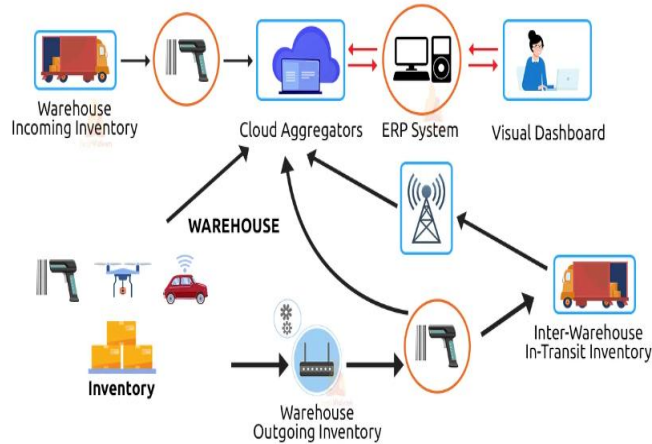 Warehouse
Incoming Inventory
Cloud Aggregators
ERP System
Visual Dashboard
WAREHOUSE
Inventory
Warehouse
Outgoing Inventory
Inter-Warehouse
In-Transit Inventory